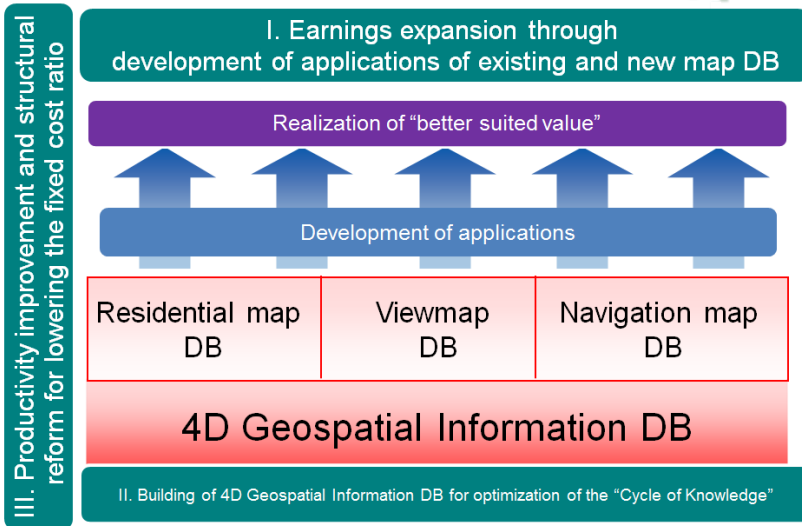 III. Productivity improvement and structural
reform for lowering the fixed cost ratio
I. Earnings expansion through
development of applications of existing and new map DB
Realization of “better suited value”
Development of applications
Residential map
DB
Viewmap
DB
Navigation map
DB
4D Geospatial Information DB
II. Building of 4D Geospatial Information DB for optimization of the “Cycle of Knowledge”